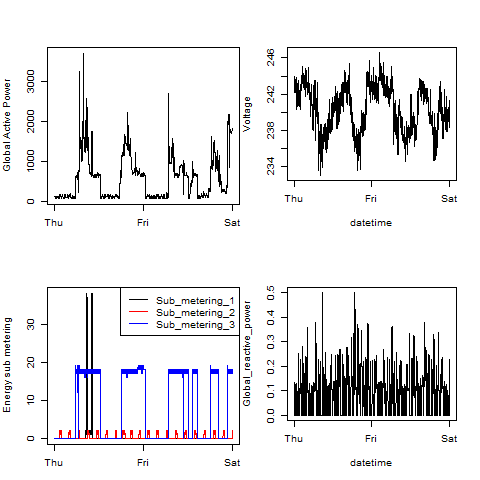 Global Active Power
0 1000 2000 3000
Thu Fri Sat
Voltage
234 238 242 246
Thu Fri Sat
datetime
Energy sub metering
0 10 20 30
Sub_metering_1
Sub_metering_2
Sub_metering_3
Thu Fri Sat
Global_reactive_power
0.0 0.1 0.2 0.3 0.4 0.5
Thu Fri Sat
datetime